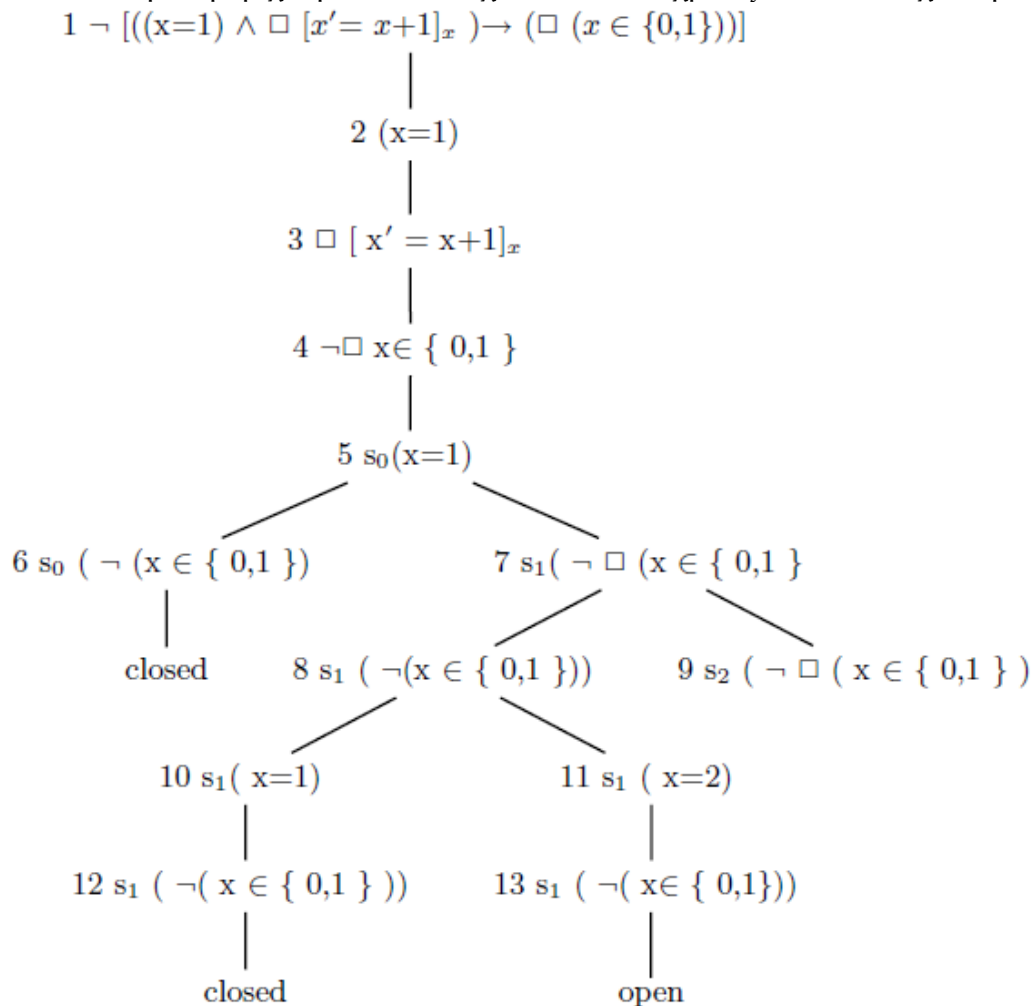 1 ¬ [((x=1) ∧ □ [x′= x+1]ₓ )→ (□ (x ∈ {0,1}))]
2 (x=1)
3 □ [ x′ = x+1]ₓ
4 ¬□ x∈ { 0,1 }
5 s₀(x=1)
6 s₀ ( ¬ (x ∈ { 0,1 }) 7 s₁( ¬ □ (x ∈ { 0,1 }
closed 8 s₁ ( ¬(x ∈ { 0,1 })) 9 s₂ ( ¬ □ ( x ∈ { 0,1 } )
10 s₁( x=1) 11 s₁ ( x=2)
12 s₁ ( ¬( x ∈ { 0,1 } )) 13 s₁ ( ¬( x∈ { 0,1}))
closed open